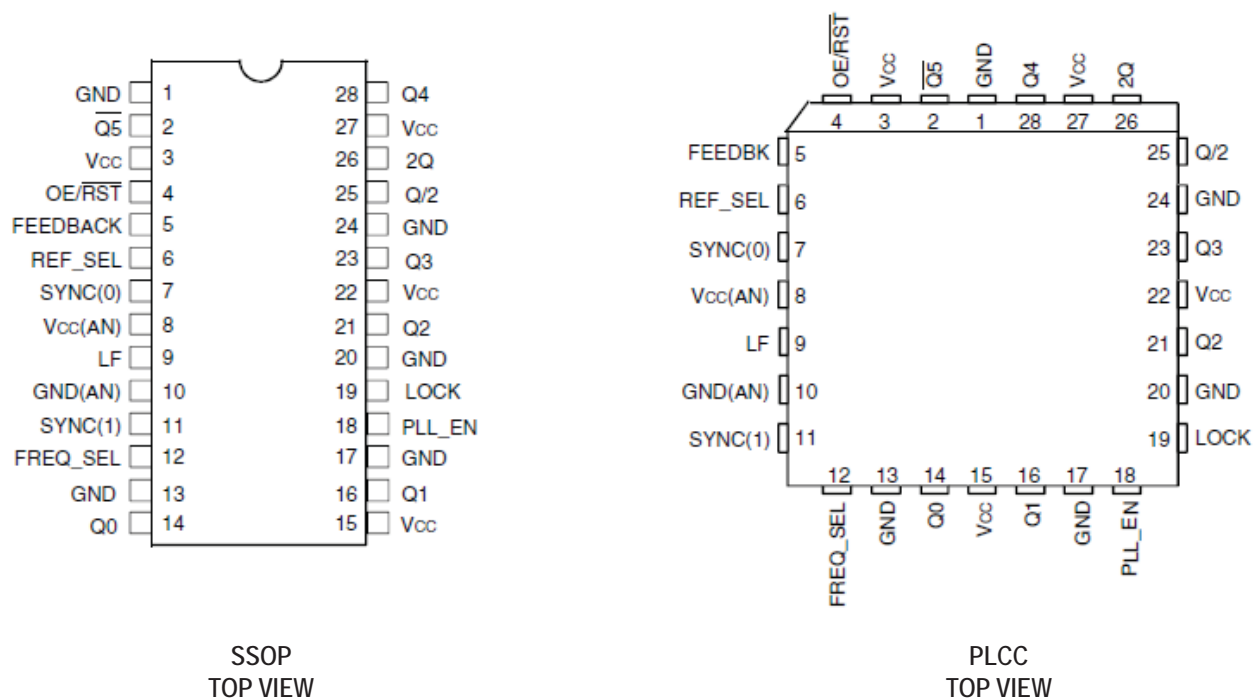 GND 1 28 Q4
Q5 2 27 Vcc
Vcc 3 26 2Q
OE/RST 4 25 Q/2
FEEDBACK 5 24 GND
REF_SEL 6 23 Q3
SYNC(0) 7 22 Vcc
Vcc(AN) 8 21 Q2
LF 9 20 GND
GND(AN) 10 19 LOCK
SYNC(1) 11 18 PLL_EN
FREQ_SEL 12 17 GND
GND 13 16 Q1
Q0 14 15 Vcc
SSOP
TOP VIEW
OE/RST Vcc Q5 GND Q4 Vcc 2Q
4 3 2 1 28 27 26
FEEDBK 5 25 Q/2
REF_SEL 6 24 GND
SYNC(0) 7 23 Q3
Vcc(AN) 8 22 Vcc
LF 9 21 Q2
GND(AN) 10 20 GND
SYNC(1) 11 19 LOCK
12 13 14 15 16 17 18
FREQ_SEL GND Q0 Vcc Q1 GND PLL_EN
PLCC
TOP VIEW